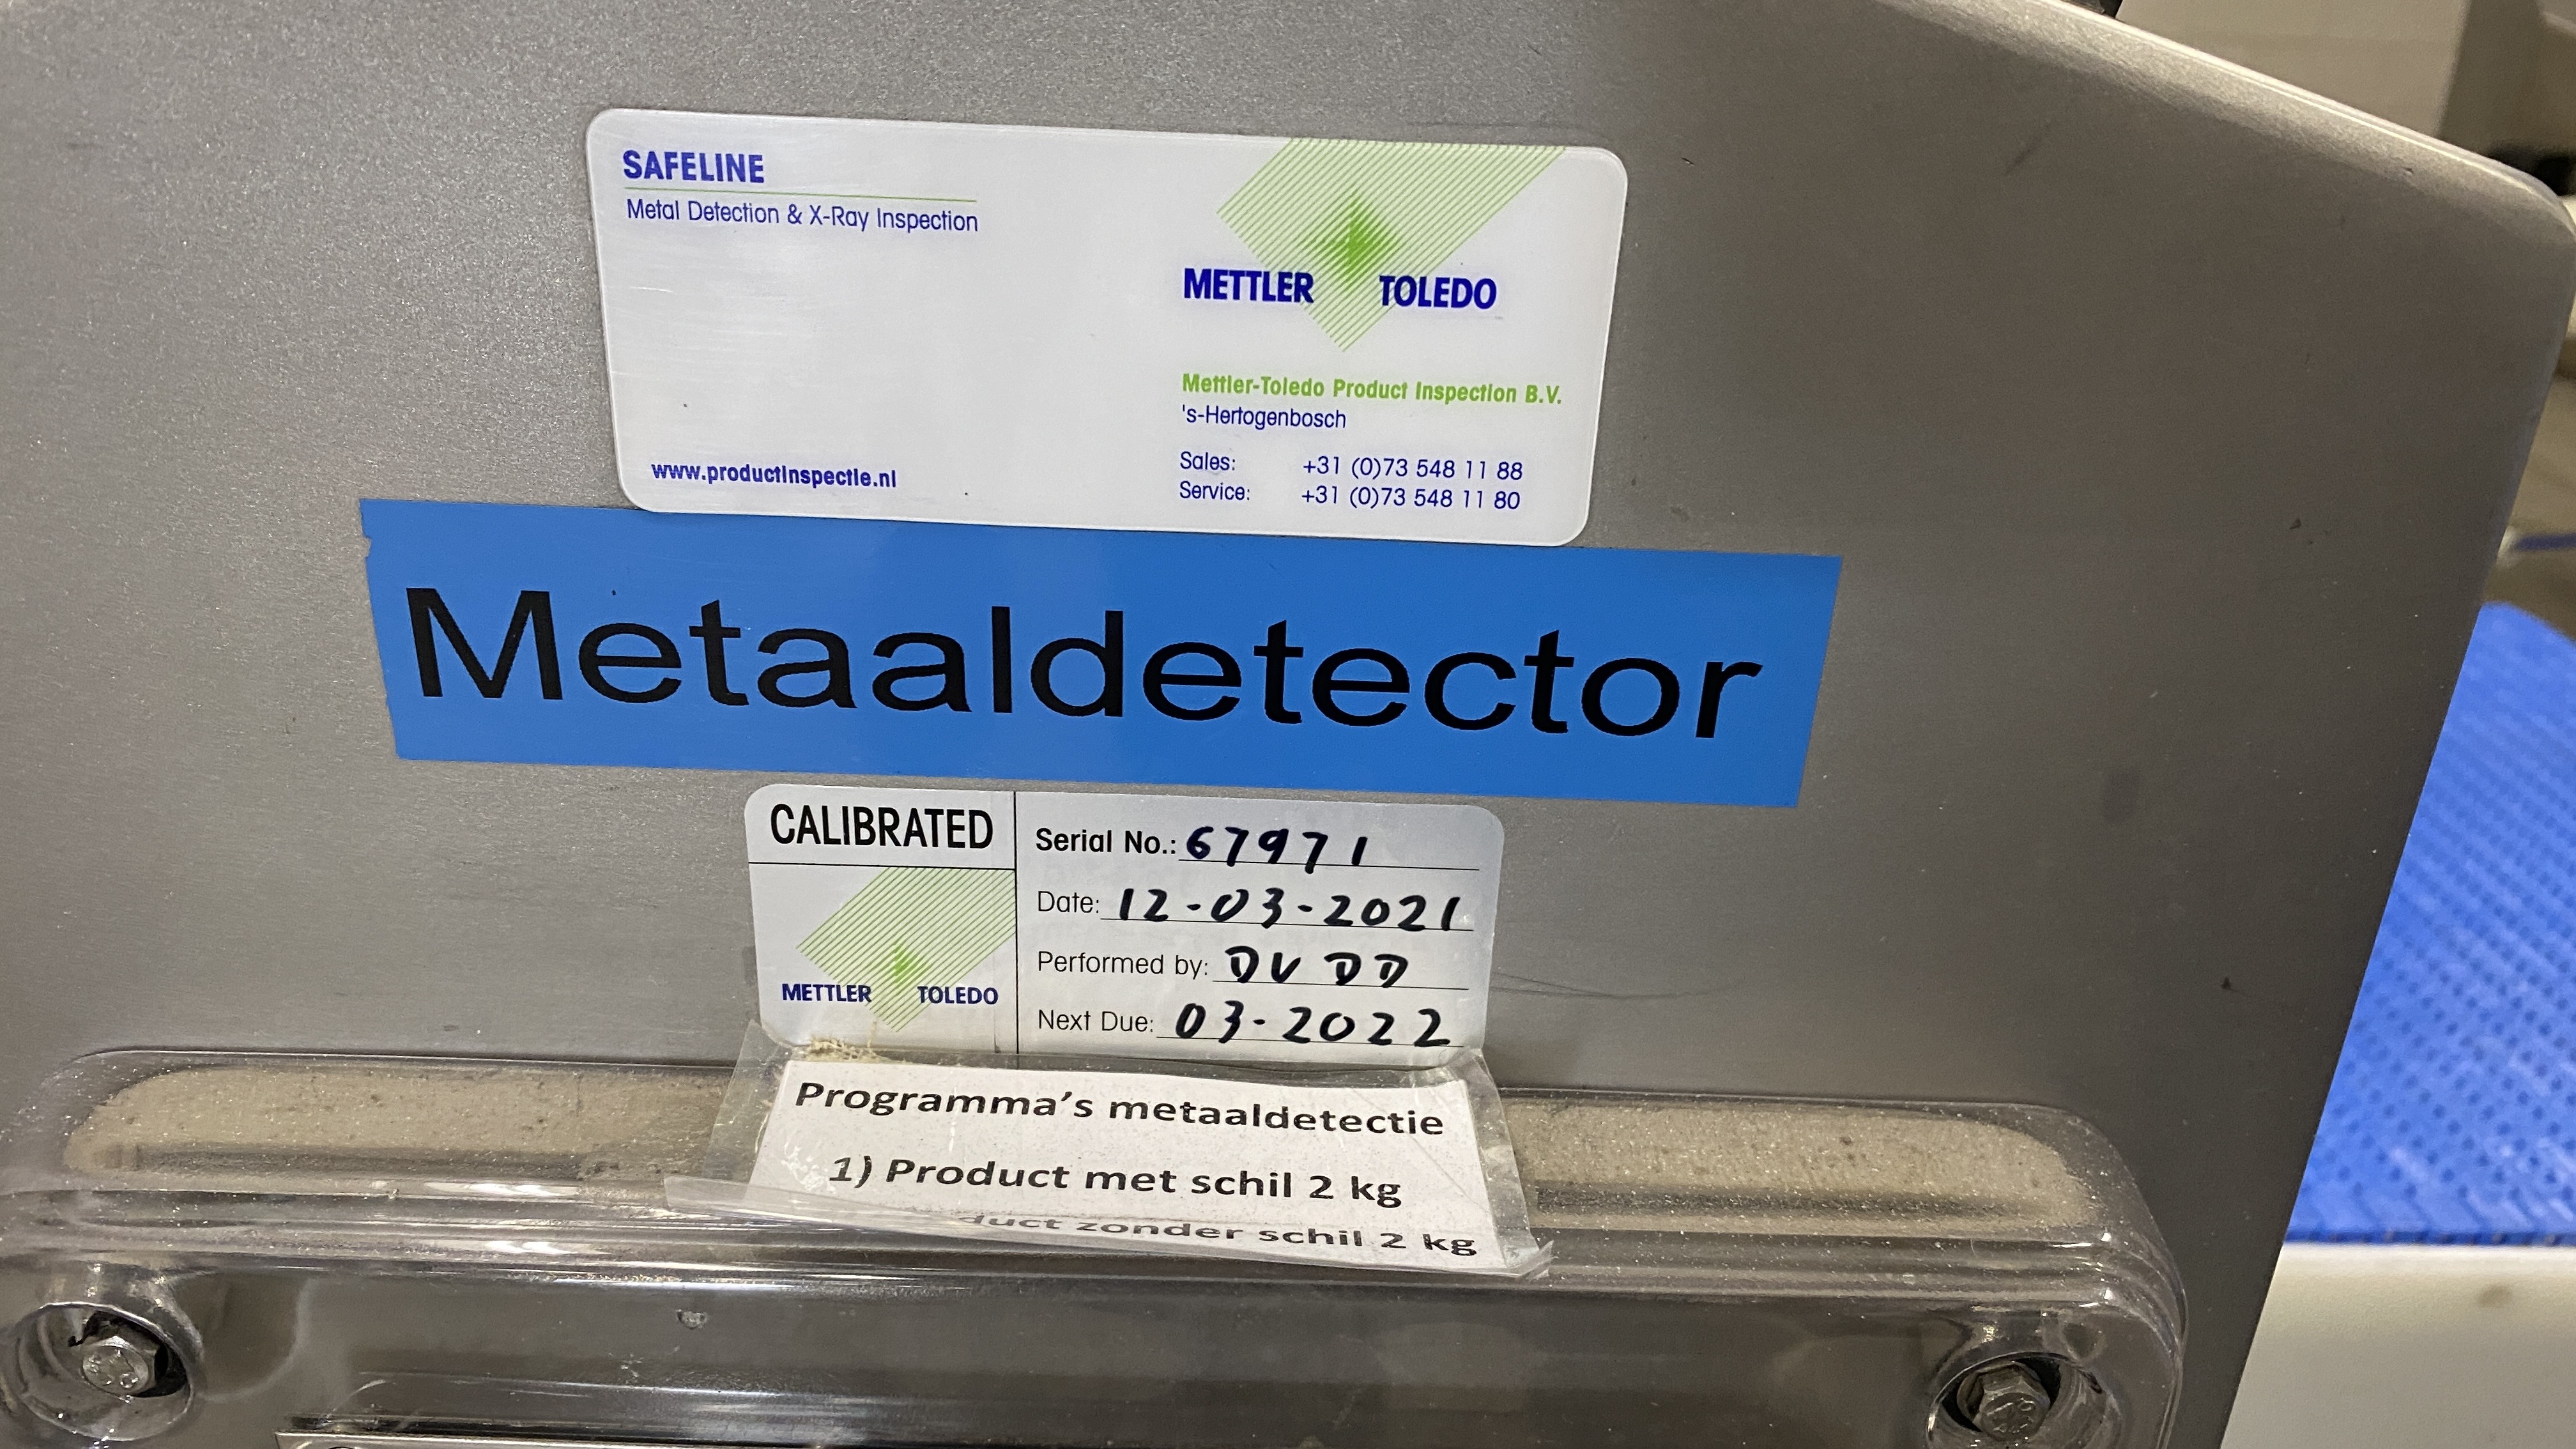 SAFELINE
Metal Detection & X-Ray Inspection
METTLER TOLEDO
Mettler-Toledo Product Inspection B.V.
's-Hertogenbosch
Sales: +31 (0)73 548 11 88
Service: +31 (0)73 548 11 80
www.productinspectie.nl
Metaaldetector
CALIBRATED
METTLER TOLEDO
Serial No.: 67971
Date: 12-03-2021
Performed by: DVDD
Next Due: 03-2022
Programma's metaaldetectie
1) Product met schil 2 kg
zonder schil 2 kg